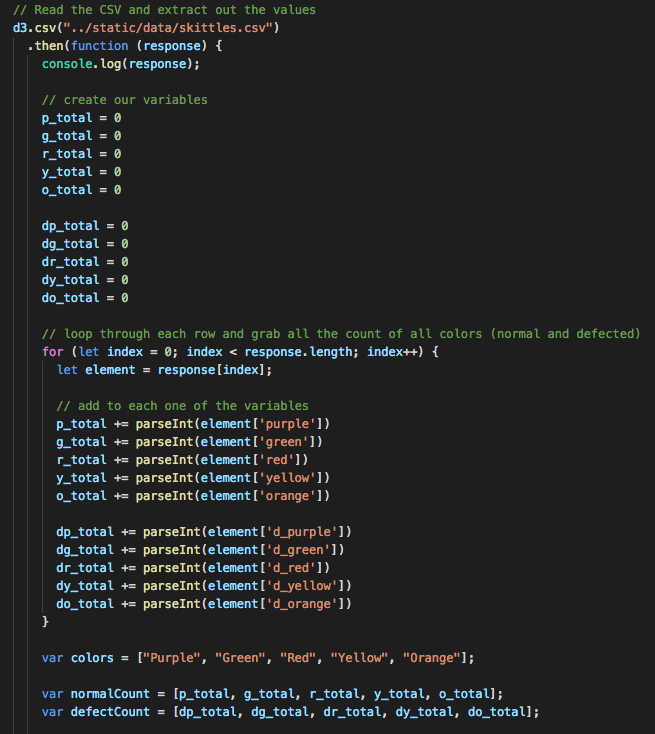 // Read the CSV and extract out the values
d3.csv("../static/data/skittles.csv")
.then(function (response) {
console.log(response);
// create our variables
p_total = 0
g_total = 0
r_total = 0
y_total = 0
o_total = 0
dp_total = 0
dg_total = 0
dr_total = 0
dy_total = 0
do_total = 0
// loop through each row and grab all the count of all colors (normal and defected)
for (let index = 0; index < response.length; index++) {
let element = response[index];
// add to each one of the variables
p_total += parseInt(element['purple'])
g_total += parseInt(element['green'])
r_total += parseInt(element['red'])
y_total += parseInt(element['yellow'])
o_total += parseInt(element['orange'])
dp_total += parseInt(element['d_purple'])
dg_total += parseInt(element['d_green'])
dr_total += parseInt(element['d_red'])
dy_total += parseInt(element['d_yellow'])
do_total += parseInt(element['d_orange'])
}
var colors = ["Purple", "Green", "Red", "Yellow", "Orange"];
var normalCount = [p_total, g_total, r_total, y_total, o_total];
var defectCount = [dp_total, dg_total, dr_total, dy_total, do_total];